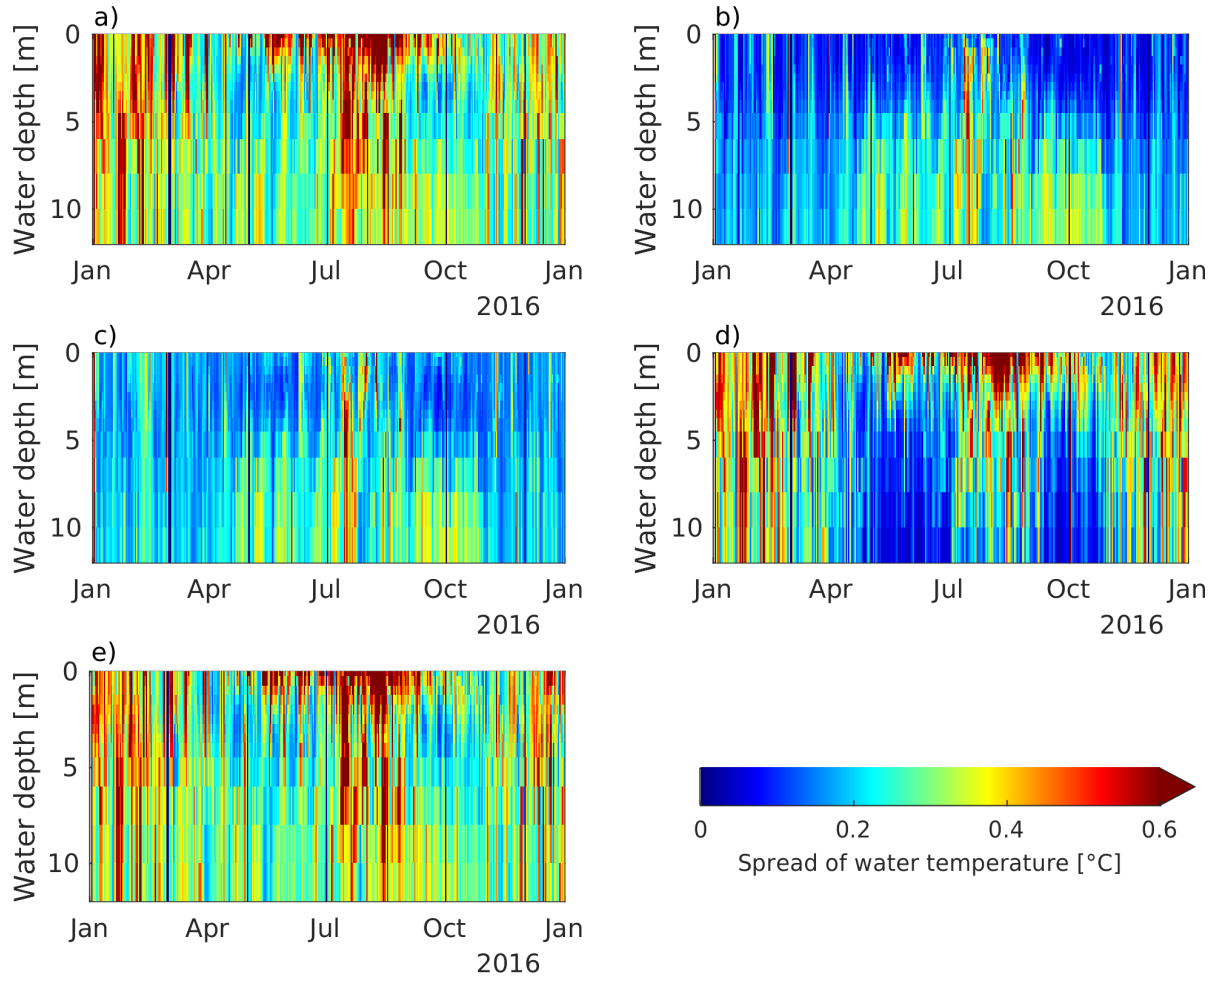 a)
0
5
10
Water depth [m]
Jan Apr Jul Oct Jan
2016
b)
0
5
10
Water depth [m]
Jan Apr Jul Oct Jan
2016
c)
0
5
10
Water depth [m]
Jan Apr Jul Oct Jan
2016
d)
0
5
10
Water depth [m]
Jan Apr Jul Oct Jan
2016
e)
0
5
10
Water depth [m]
Jan Apr Jul Oct Jan
2016
0 0.2 0.4 0.6
Spread of water temperature [°C]